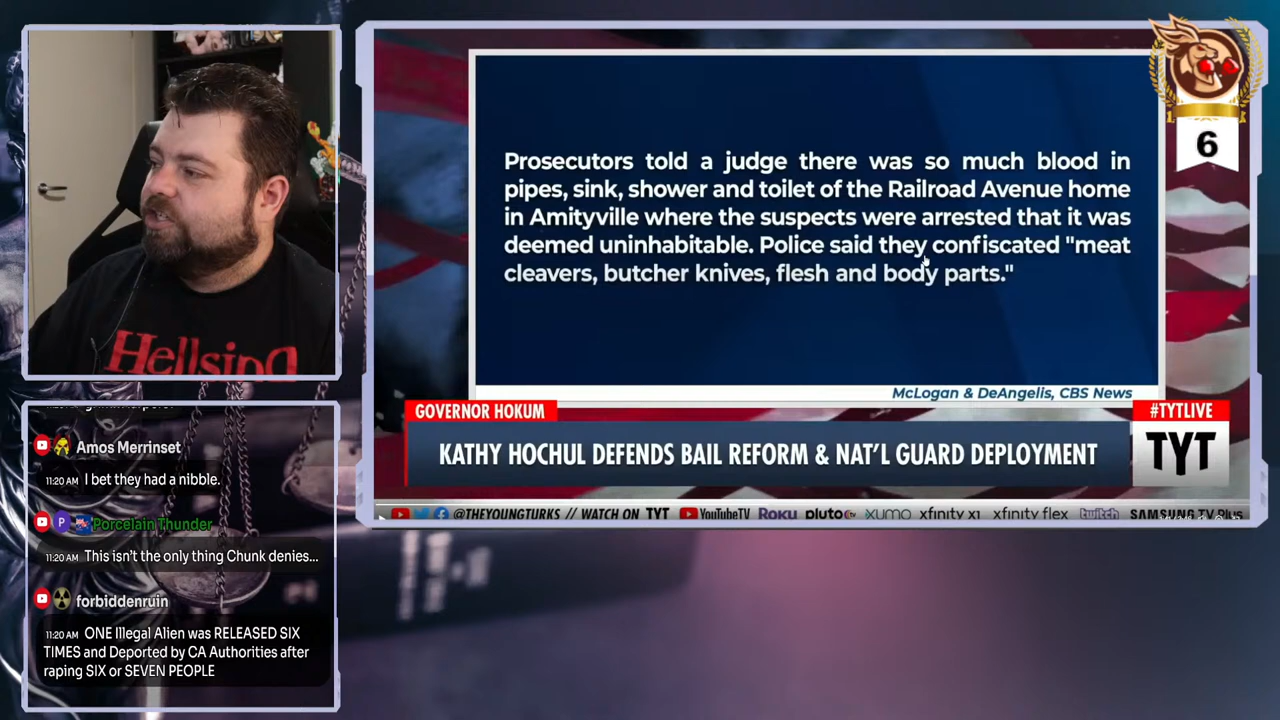 Prosecutors told a judge there was so much blood in
pipes, sink, shower and toilet of the Railroad Avenue home
in Amityville where the suspects were arrested that it was
deemed uninhabitable. Police said they confiscated "meat
cleavers, butcher knives, flesh and body parts."
McLogan & DeAngelis, CBS News
GOVERNOR HOKUM
KATHY HOCHUL DEFENDS BAIL REFORM & NAT'L GUARD DEPLOYMENT
#TYTLIVE
TYT
@THEYOUNGTURKS // WATCH ON TYT YouTubeTV Roku pluto tv xumo xfinity x1 xfinity flex twitch SAMSUNG TV Plus
6
Hellsing
Amos Merrinset
11:20 AM I bet they had a nibble.
P Porcelain Thunder
11:20 AM This isn't the only thing Chunk denies...
forbiddenruin
11:20 AM ONE Illegal Alien was RELEASED SIX
TIMES and Deported by CA Authorities after
raping SIX or SEVEN PEOPLE